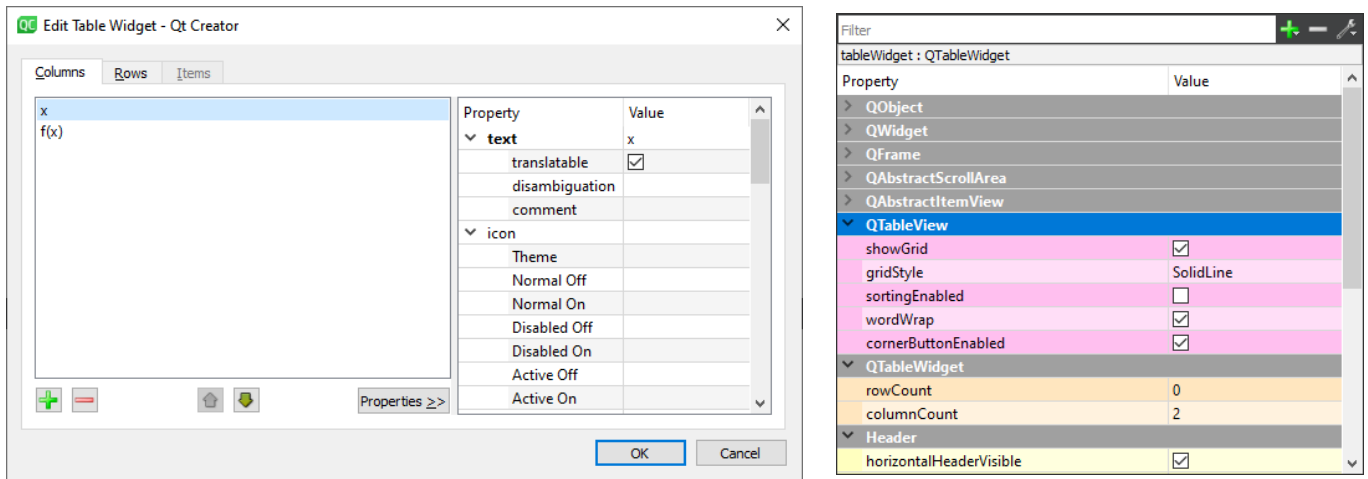 QC Edit Table Widget - Qt Creator
Columns Rows Items
x
f(x)
Property Value
text x
translatable
disambiguation
comment
icon
Theme
Normal Off
Normal On
Disabled Off
Disabled On
Active Off
Active On
Properties >>
OK Cancel
Filter
tableWidget : QTableWidget
Property Value
QObject
QWidget
QFrame
QAbstractScrollArea
QAbstractItemView
QTableView
showGrid
gridStyle SolidLine
sortingEnabled
wordWrap
cornerButtonEnabled
QTableWidget
rowCount 0
columnCount 2
Header
horizontalHeaderVisible